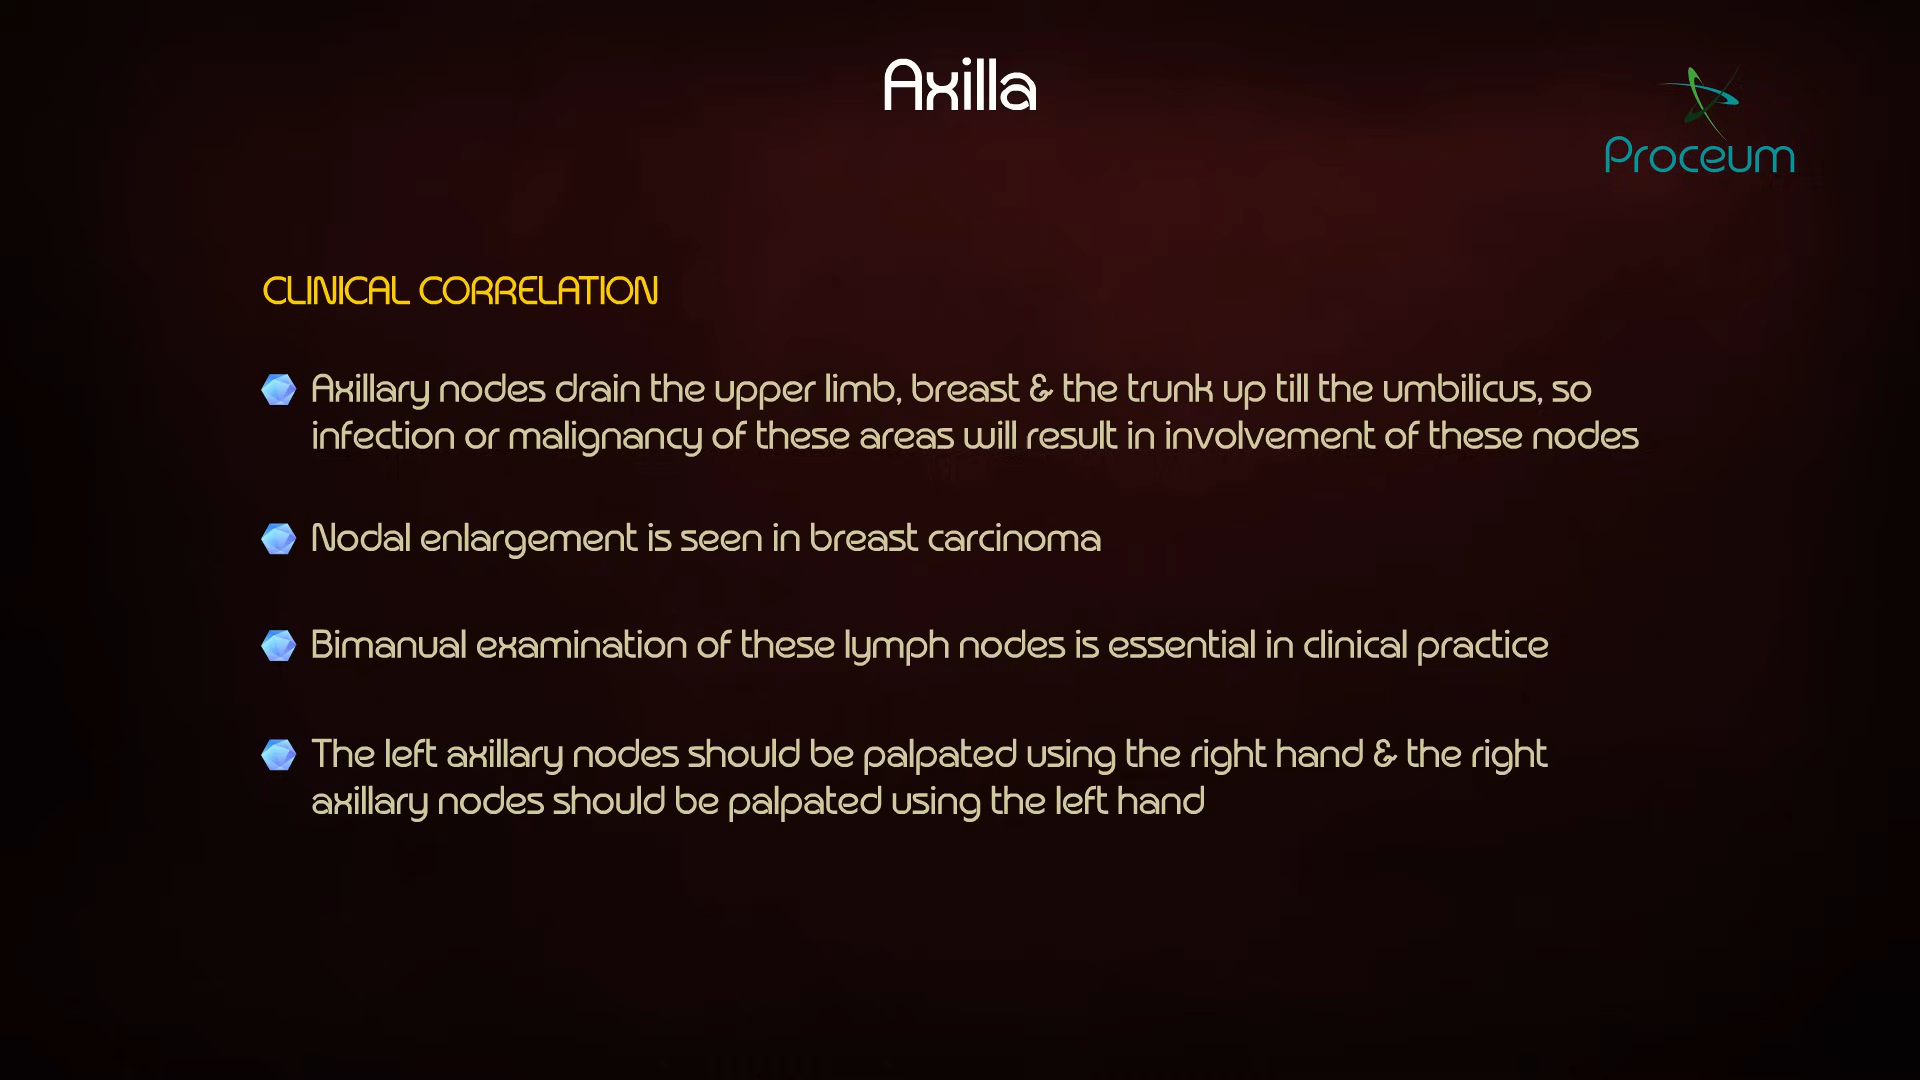 Axilla
Proceum
CLINICAL CORRELATION
Axillary nodes drain the upper limb, breast & the trunk up till the umbilicus, so
infection or malignancy of these areas will result in involvement of these nodes
Nodal enlargement is seen in breast carcinoma
Bimanual examination of these lymph nodes is essential in clinical practice
The left axillary nodes should be palpated using the right hand & the right
axillary nodes should be palpated using the left hand